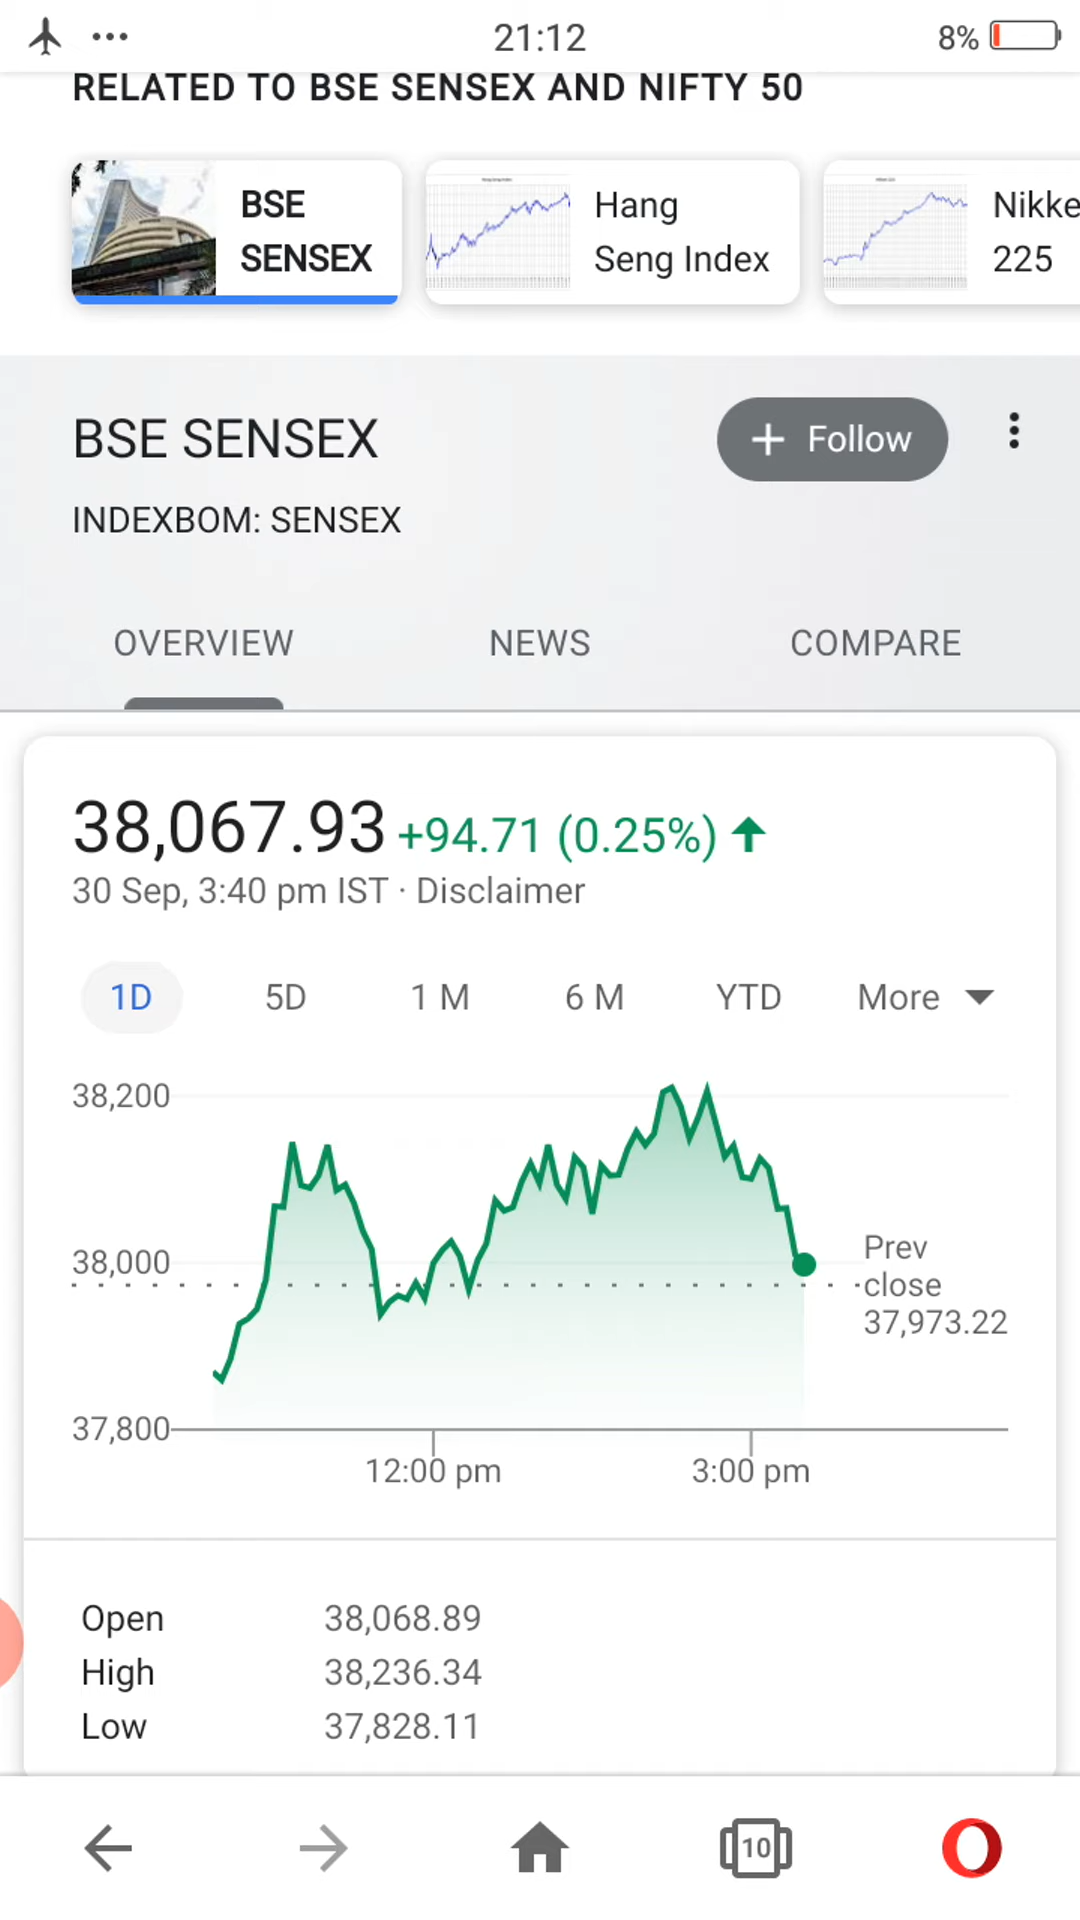 21:12
8%
RELATED TO BSE SENSEX AND NIFTY 50
BSE
SENSEX
Hang
Seng Index
Nikke
225
BSE SENSEX
+ Follow
INDEXBOM: SENSEX
OVERVIEW
NEWS
COMPARE
38,067.93 +94.71 (0.25%)
30 Sep, 3:40 pm IST · Disclaimer
1D
5D
1 M
6 M
YTD
More
38,200
38,000
37,800
Prev
close
37,973.22
12:00 pm
3:00 pm
Open 38,068.89
High 38,236.34
Low 37,828.11
10